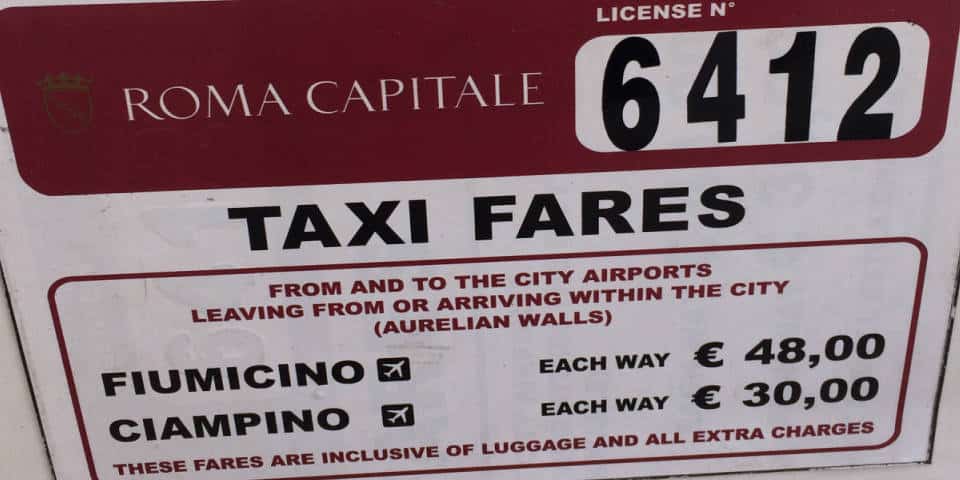 LICENSE N°
ROMA CAPITALE 6412
TAXI FARES
FROM AND TO THE CITY AIRPORTS
LEAVING FROM OR ARRIVING WITHIN THE CITY
(AURELIAN WALLS)
FIUMICINO EACH WAY € 48,00
CIAMPINO EACH WAY € 30,00
THESE FARES ARE INCLUSIVE OF LUGGAGE AND ALL EXTRA CHARGES